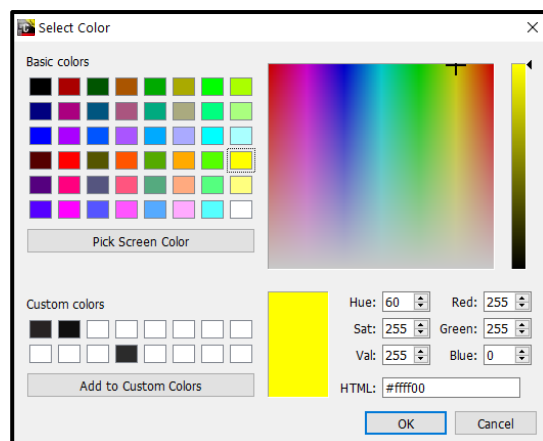 Select Color
Basic colors
Pick Screen Color
Custom colors
Add to Custom Colors
Hue: 60 Red: 255
Sat: 255 Green: 255
Val: 255 Blue: 0
HTML: #ffff00
OK Cancel